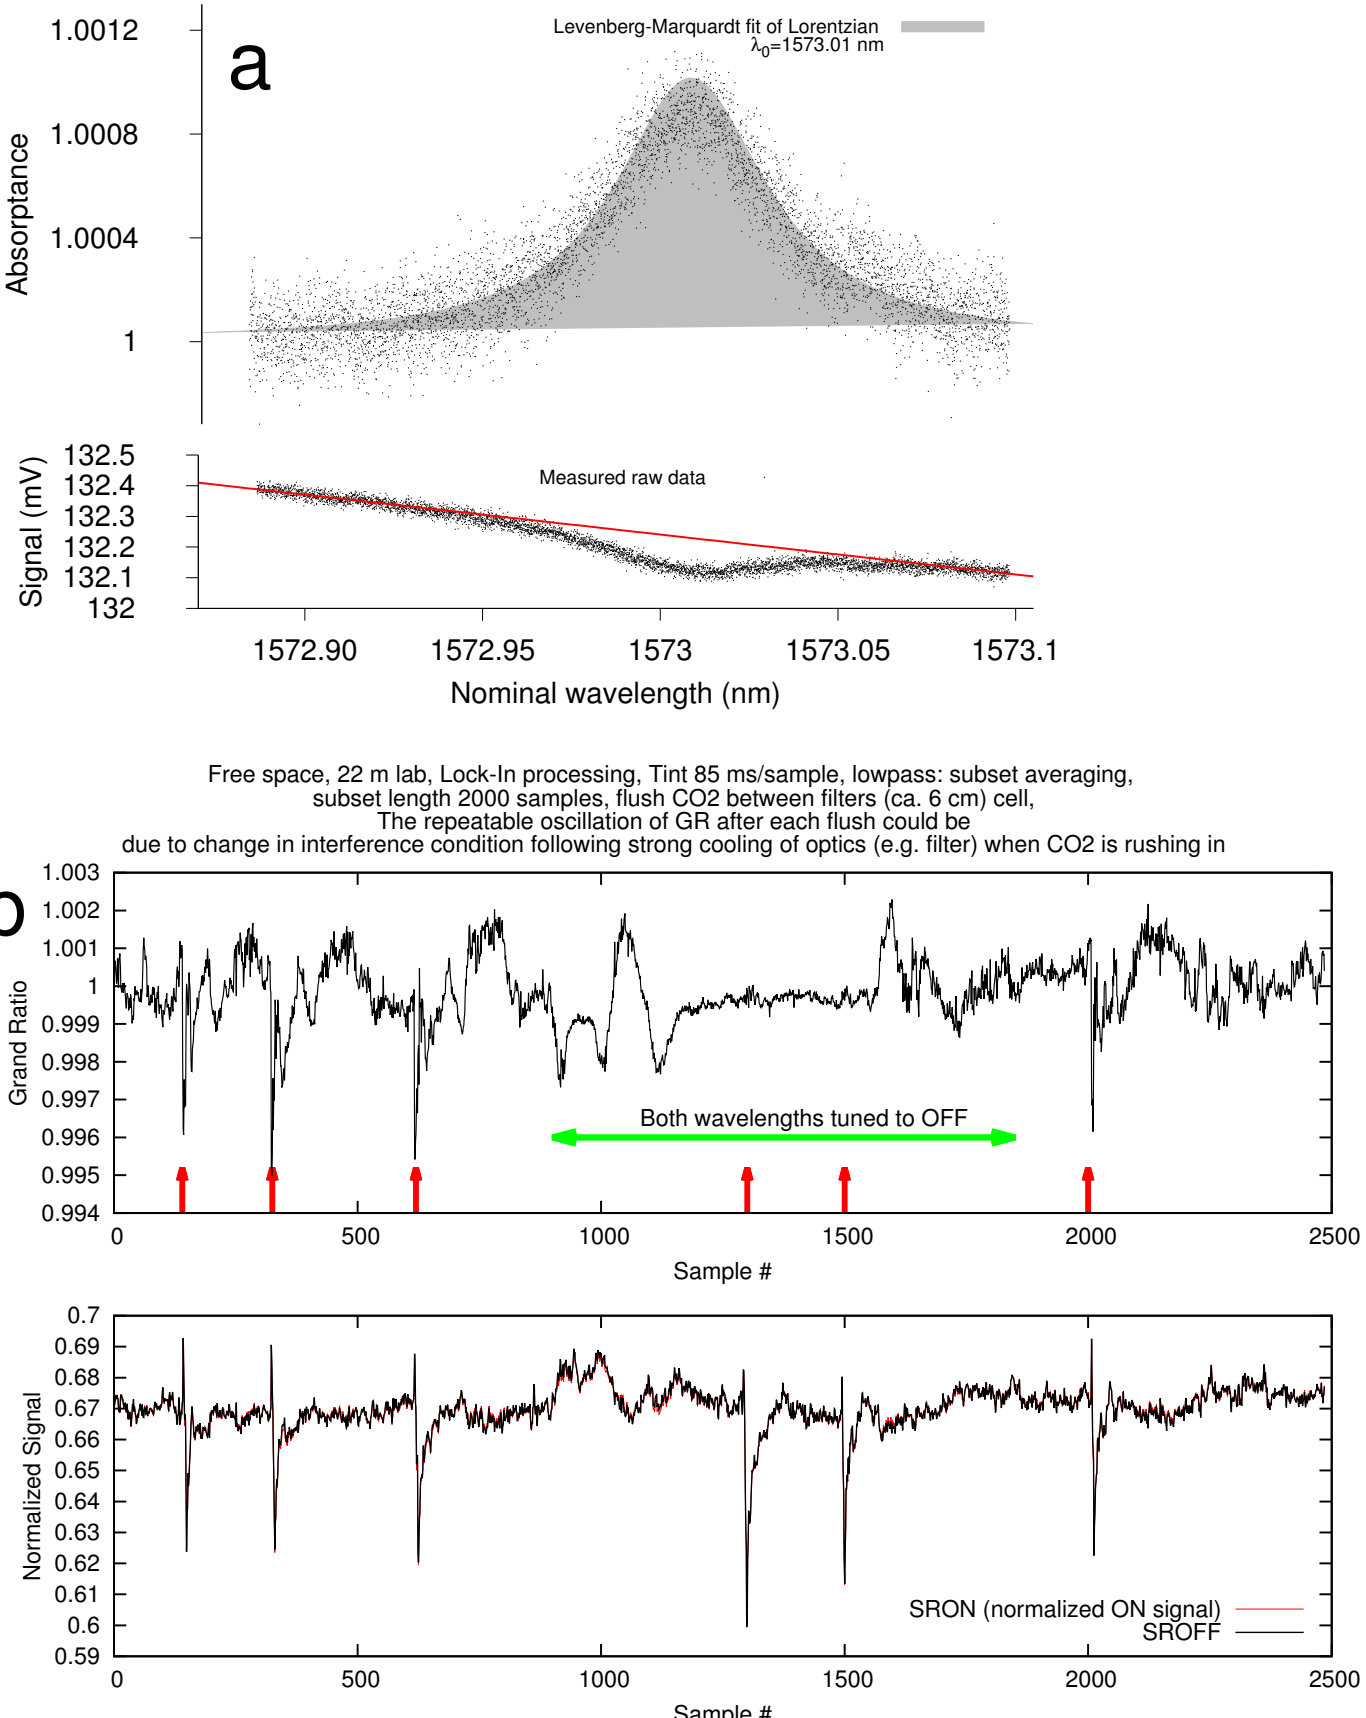 1.0012
1.0008
1.0004
1
Absorptance
a
Levenberg-Marquardt fit of Lorentzian
λ0=1573.01 nm
132.5
132.4
132.3
132.2
132.1
132
Signal (mV)
Measured raw data
1572.90 1572.95 1573 1573.05 1573.1
Nominal wavelength (nm)
Free space, 22 m lab, Lock-In processing, Tint 85 ms/sample, lowpass: subset averaging,
subset length 2000 samples, flush CO2 between filters (ca. 6 cm) cell,
The repeatable oscillation of GR after each flush could be
due to change in interference condition following strong cooling of optics (e.g. filter) when CO2 is rushing in
b
1.003
1.002
1.001
1
0.999
0.998
0.997
0.996
0.995
0.994
Grand Ratio
Both wavelengths tuned to OFF
0 500 1000 1500 2000 2500
Sample #
0.7
0.69
0.68
0.67
0.66
0.65
0.64
0.63
0.62
0.61
0.6
0.59
Normalized Signal
SRON (normalized ON signal)
SROFF
0 500 1000 1500 2000 2500
Sample #